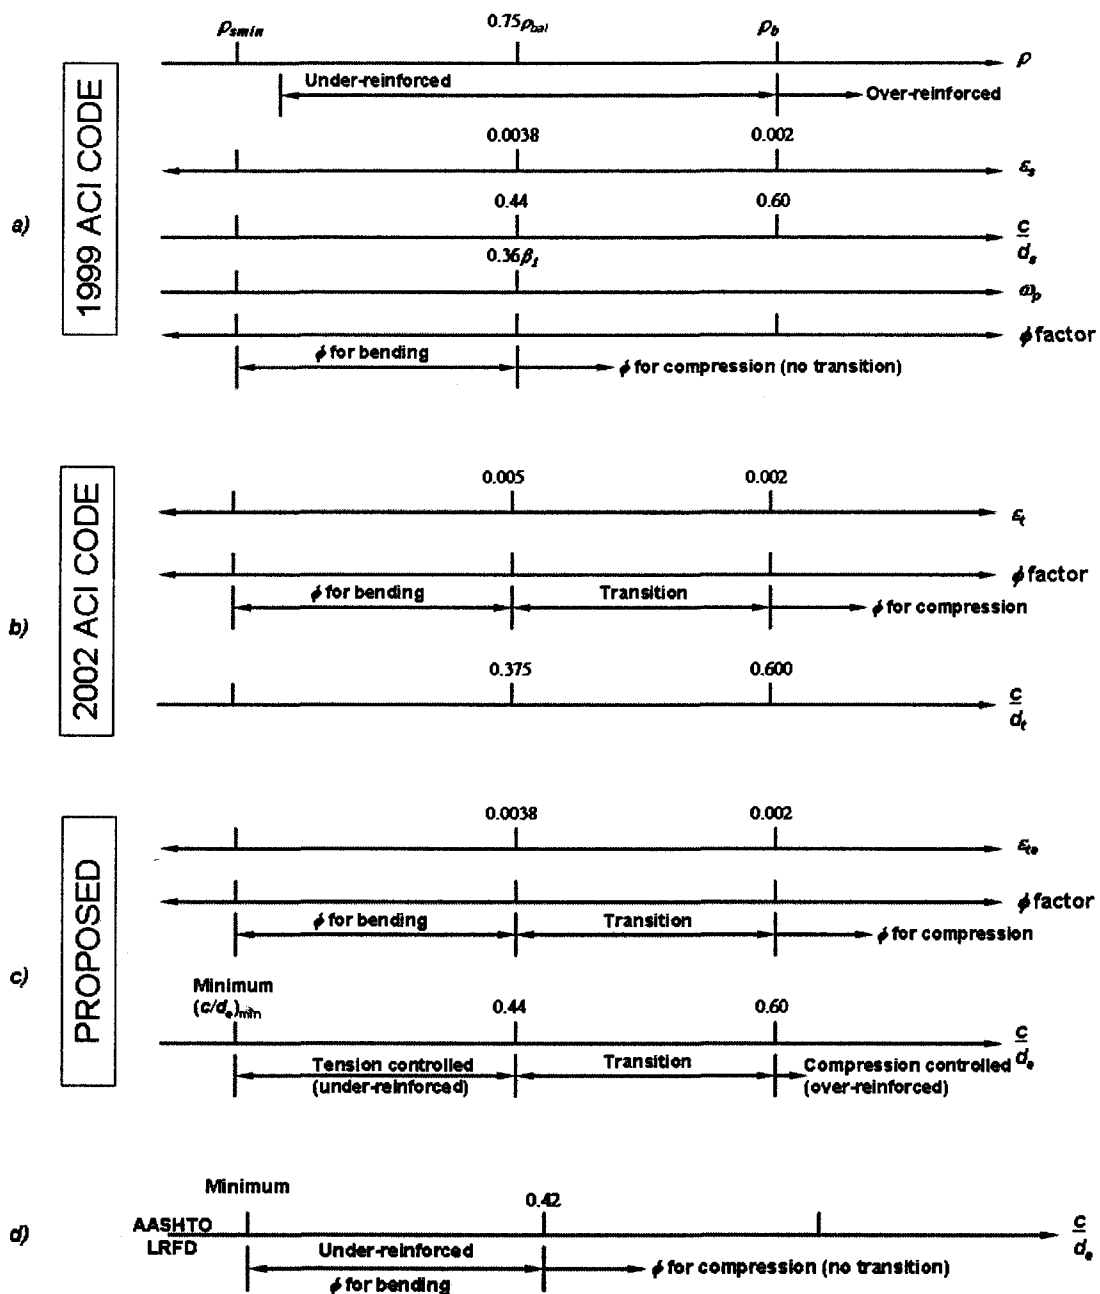 ρsmin 0.75ρbal ρb
ρ
Under-reinforced
Over-reinforced
0.0038 0.002
εs
0.44 0.60
c
ds
0.36β1
ωp
ϕ factor
ϕ for bending
ϕ for compression (no transition)
a)
1999 ACI CODE
0.005 0.002
εt
ϕ factor
ϕ for bending Transition
ϕ for compression
0.375 0.600
c
dt
b)
2002 ACI CODE
0.0038 0.002
εte
ϕ factor
ϕ for bending Transition
ϕ for compression
Minimum
(c/de)min
0.44 0.60
c
de
Tension controlled
(under-reinforced)
Transition
Compression controlled
(over-reinforced)
c)
PROPOSED
Minimum
0.42
d)
AASHTO
LRFD
c
de
Under-reinforced
ϕ for bending
ϕ for compression (no transition)